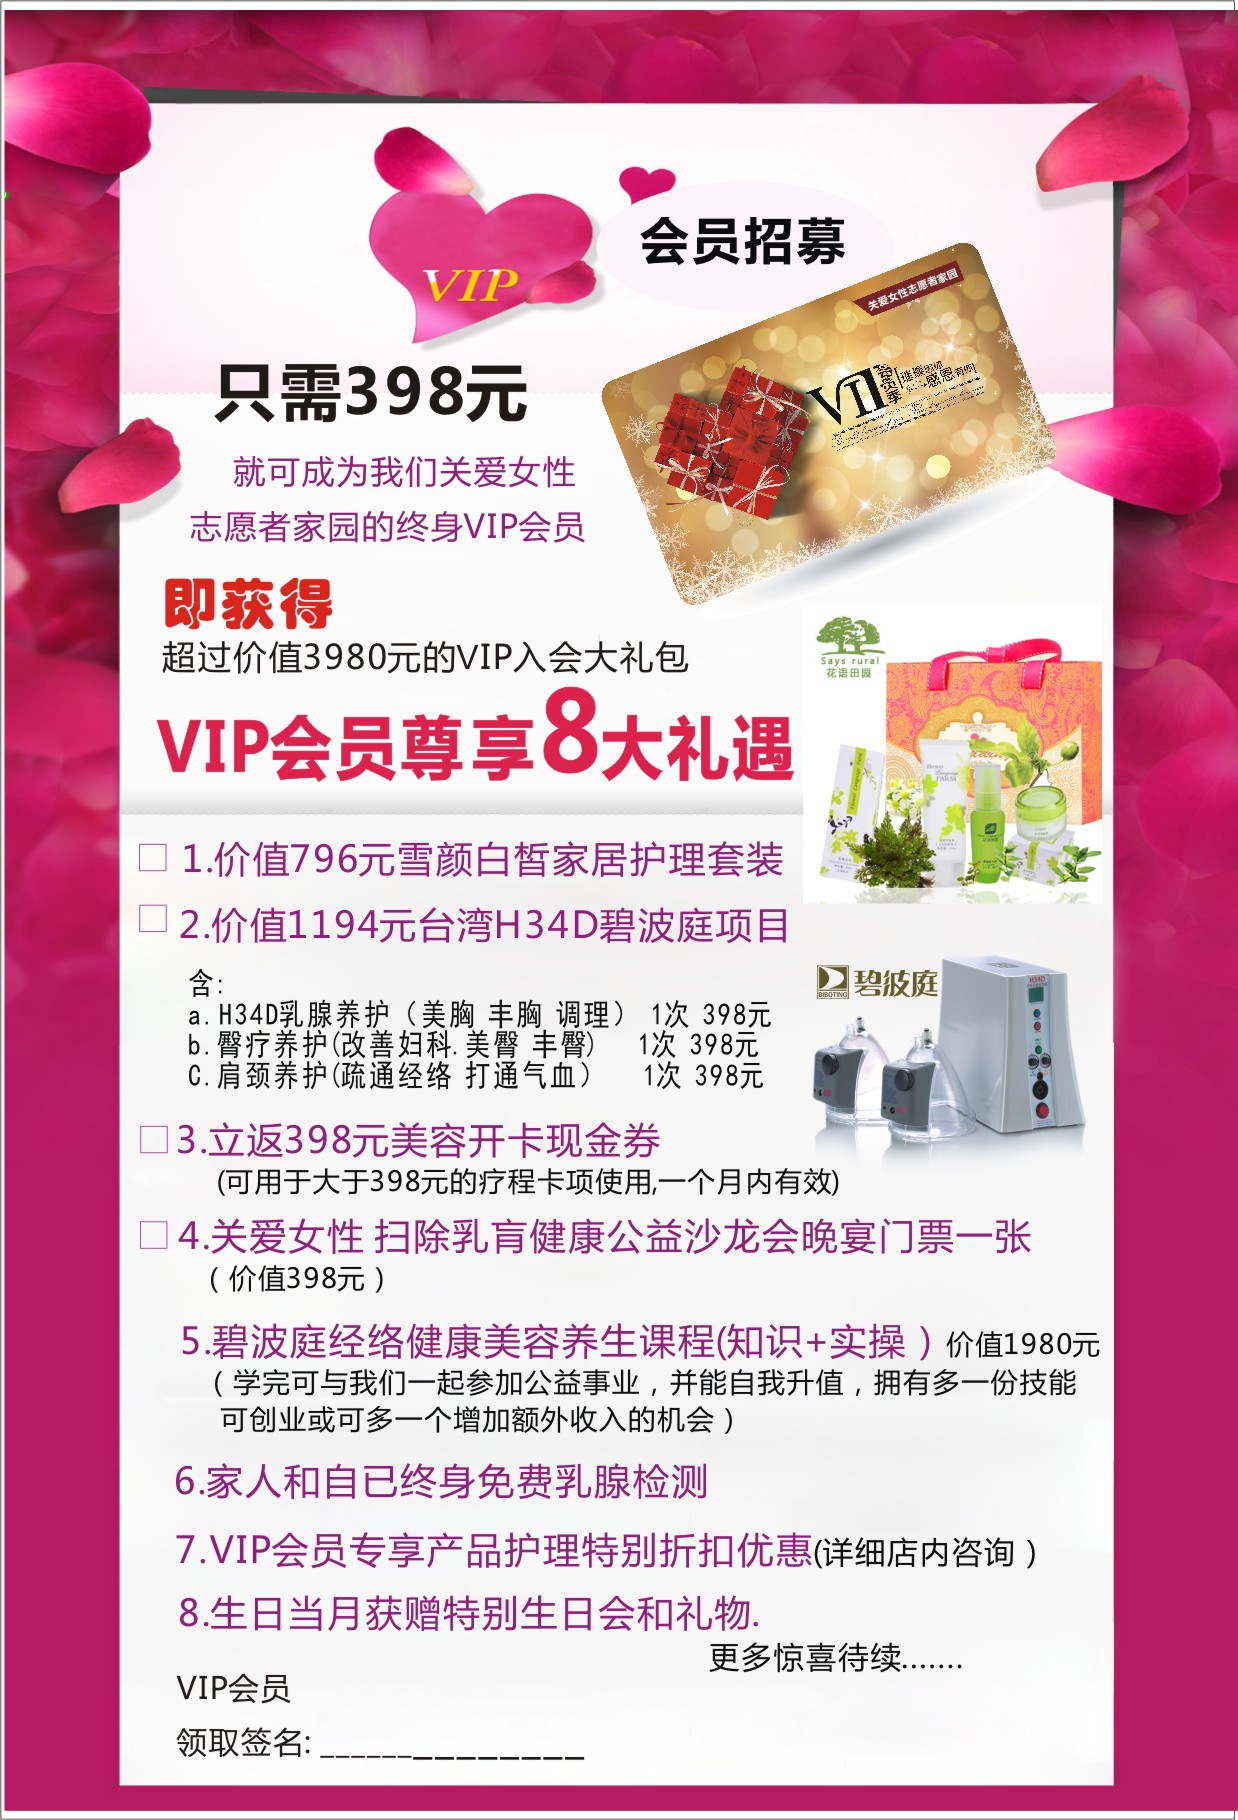 VIP
会员招募
关爱女性志愿者家园
只需398元
就可成为我们关爱女性
志愿者家园的终身VIP会员
即获得
超过价值3980元的VIP入会大礼包
Says rural
花语田园
VIP会员尊享8大礼遇
1.价值796元雪颜白皙家居护理套装
2.价值1194元台湾H34D碧波庭项目
含:
a.H34D乳腺养护（美胸 丰胸 调理） 1次 398元
b.臀疗养护(改善妇科.美臀 丰臀) 1次 398元
C.肩颈养护(疏通经络 打通气血） 1次 398元
BIBOTING 碧波庭
H34D
3.立返398元美容开卡现金券
(可用于大于398元的疗程卡项使用,一个月内有效)
4.关爱女性 扫除乳肓健康公益沙龙会晚宴门票一张
（价值398元）
5.碧波庭经络健康美容养生课程(知识+实操）价值1980元
（学完可与我们一起参加公益事业，并能自我升值，拥有多一份技能
可创业或可多一个增加额外收入的机会）
6.家人和自已终身免费乳腺检测
7.VIP会员专享产品护理特别折扣优惠(详细店内咨询）
8.生日当月获赠特别生日会和礼物.
更多惊喜待续.......
VIP会员
领取签名: ______________